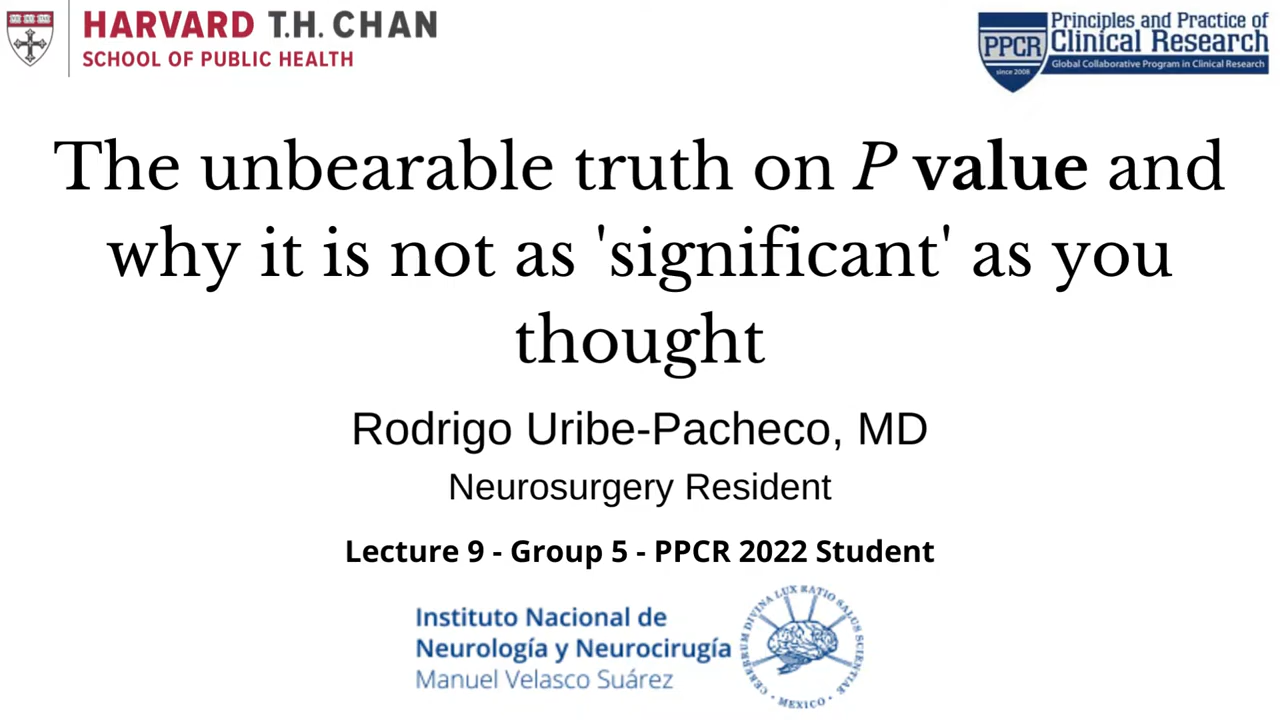 HARVARD T.H. CHAN
SCHOOL OF PUBLIC HEALTH
PPCR
since 2008
Principles and Practice of
Clinical Research
Global Collaborative Program in Clinical Research
The unbearable truth on P value and
why it is not as 'significant' as you
thought
Rodrigo Uribe-Pacheco, MD
Neurosurgery Resident
Lecture 9 - Group 5 - PPCR 2022 Student
Instituto Nacional de
Neurología y Neurocirugía
Manuel Velasco Suárez
CEREBRUM DIVINA LUX RATIO SALUS SCIENTIAE
• MEXICO •